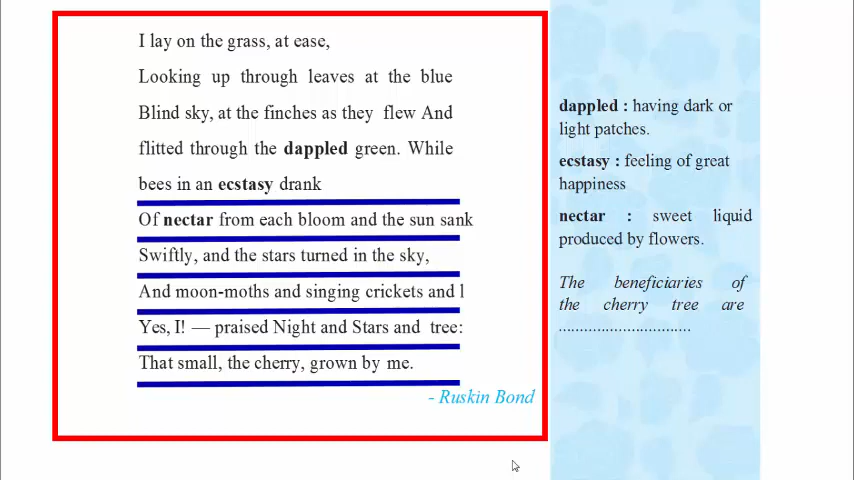 I lay on the grass, at ease,
Looking up through leaves at the blue
Blind sky, at the finches as they flew And
flitted through the dappled green. While
bees in an ecstasy drank
Of nectar from each bloom and the sun sank
Swiftly, and the stars turned in the sky,
And moon-moths and singing crickets and l
Yes, I! — praised Night and Stars and tree:
That small, the cherry, grown by me.
- Ruskin Bond
dappled : having dark or
light patches.
ecstasy : feeling of great
happiness
nectar : sweet liquid
produced by flowers.
The beneficiaries of
the cherry tree are
................................